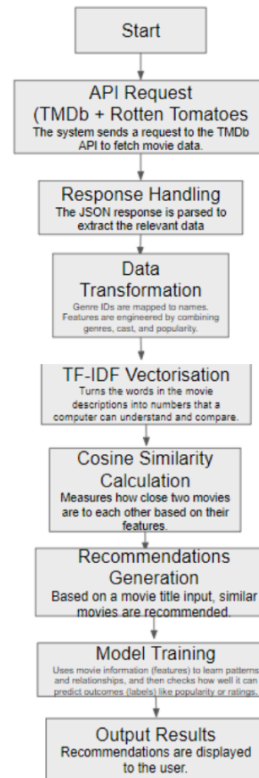 Start
API Request
(TMDb + Rotten Tomatoes
The system sends a request to the TMDb
API to fetch movie data.
Response Handling
The JSON response is parsed to
extract the relevant data
Data
Transformation
Genre IDs are mapped to names.
Features are engineered by combining
genres, cast, and popularity.
TF-IDF Vectorisation
Turns the words in the movie
descriptions into numbers that a
computer can understand and compare.
Cosine Similarity
Calculation
Measures how close two movies
are to each other based on their
features.
Recommendations
Generation
Based on a movie title input, similar
movies are recommended.
Model Training
Uses movie information (features) to learn patterns
and relationships, and then checks how well it can
predict outcomes (labels) like popularity or ratings.
Output Results
Recommendations are displayed
to the user.